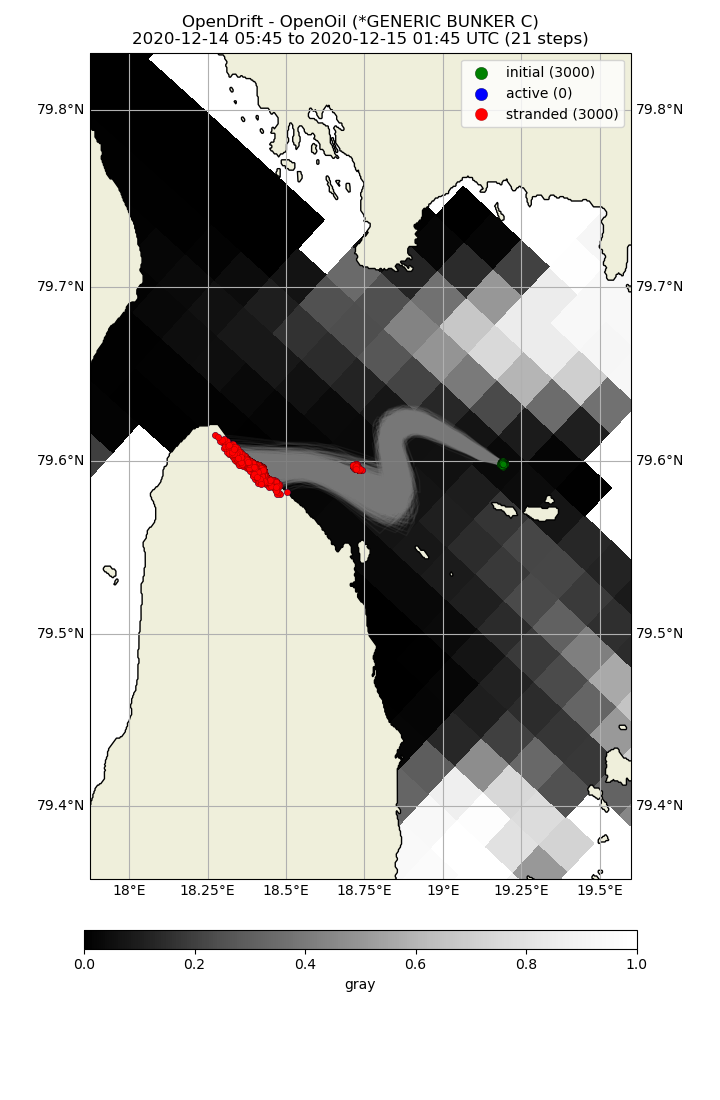 OpenDrift - OpenOil (*GENERIC BUNKER C)
2020-12-14 05:45 to 2020-12-15 01:45 UTC (21 steps)
initial (3000)
active (0)
stranded (3000)
79.8°N 79.8°N
79.7°N 79.7°N
79.6°N 79.6°N
79.5°N 79.5°N
79.4°N 79.4°N
18°E 18.25°E 18.5°E 18.75°E 19°E 19.25°E 19.5°E
0.0 0.2 0.4 0.6 0.8 1.0
gray